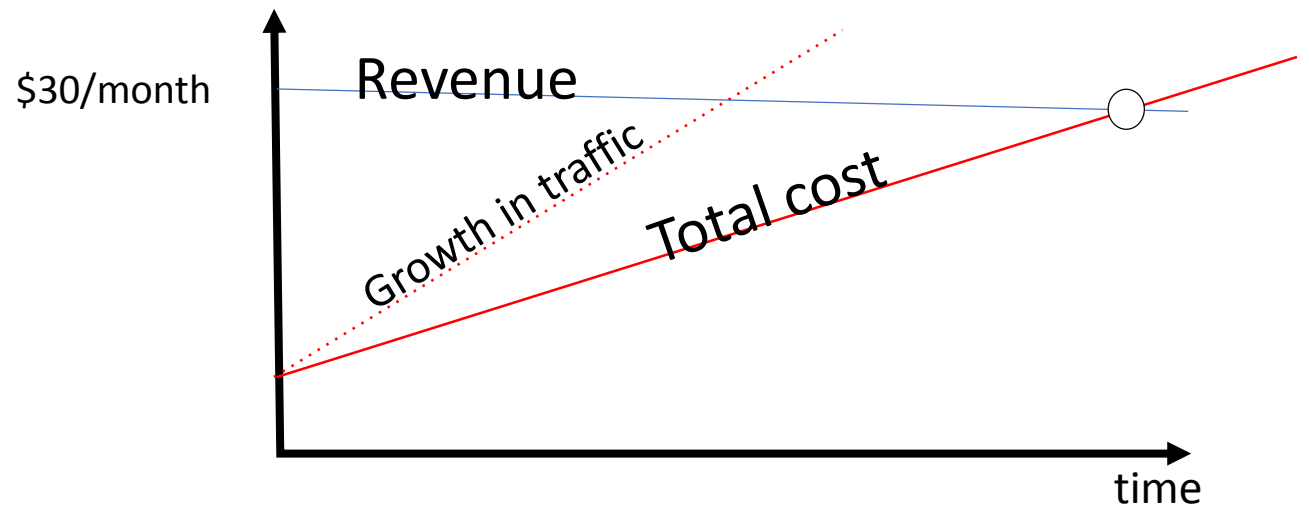 $30/month
Revenue
Growth in traffic
Total cost
time